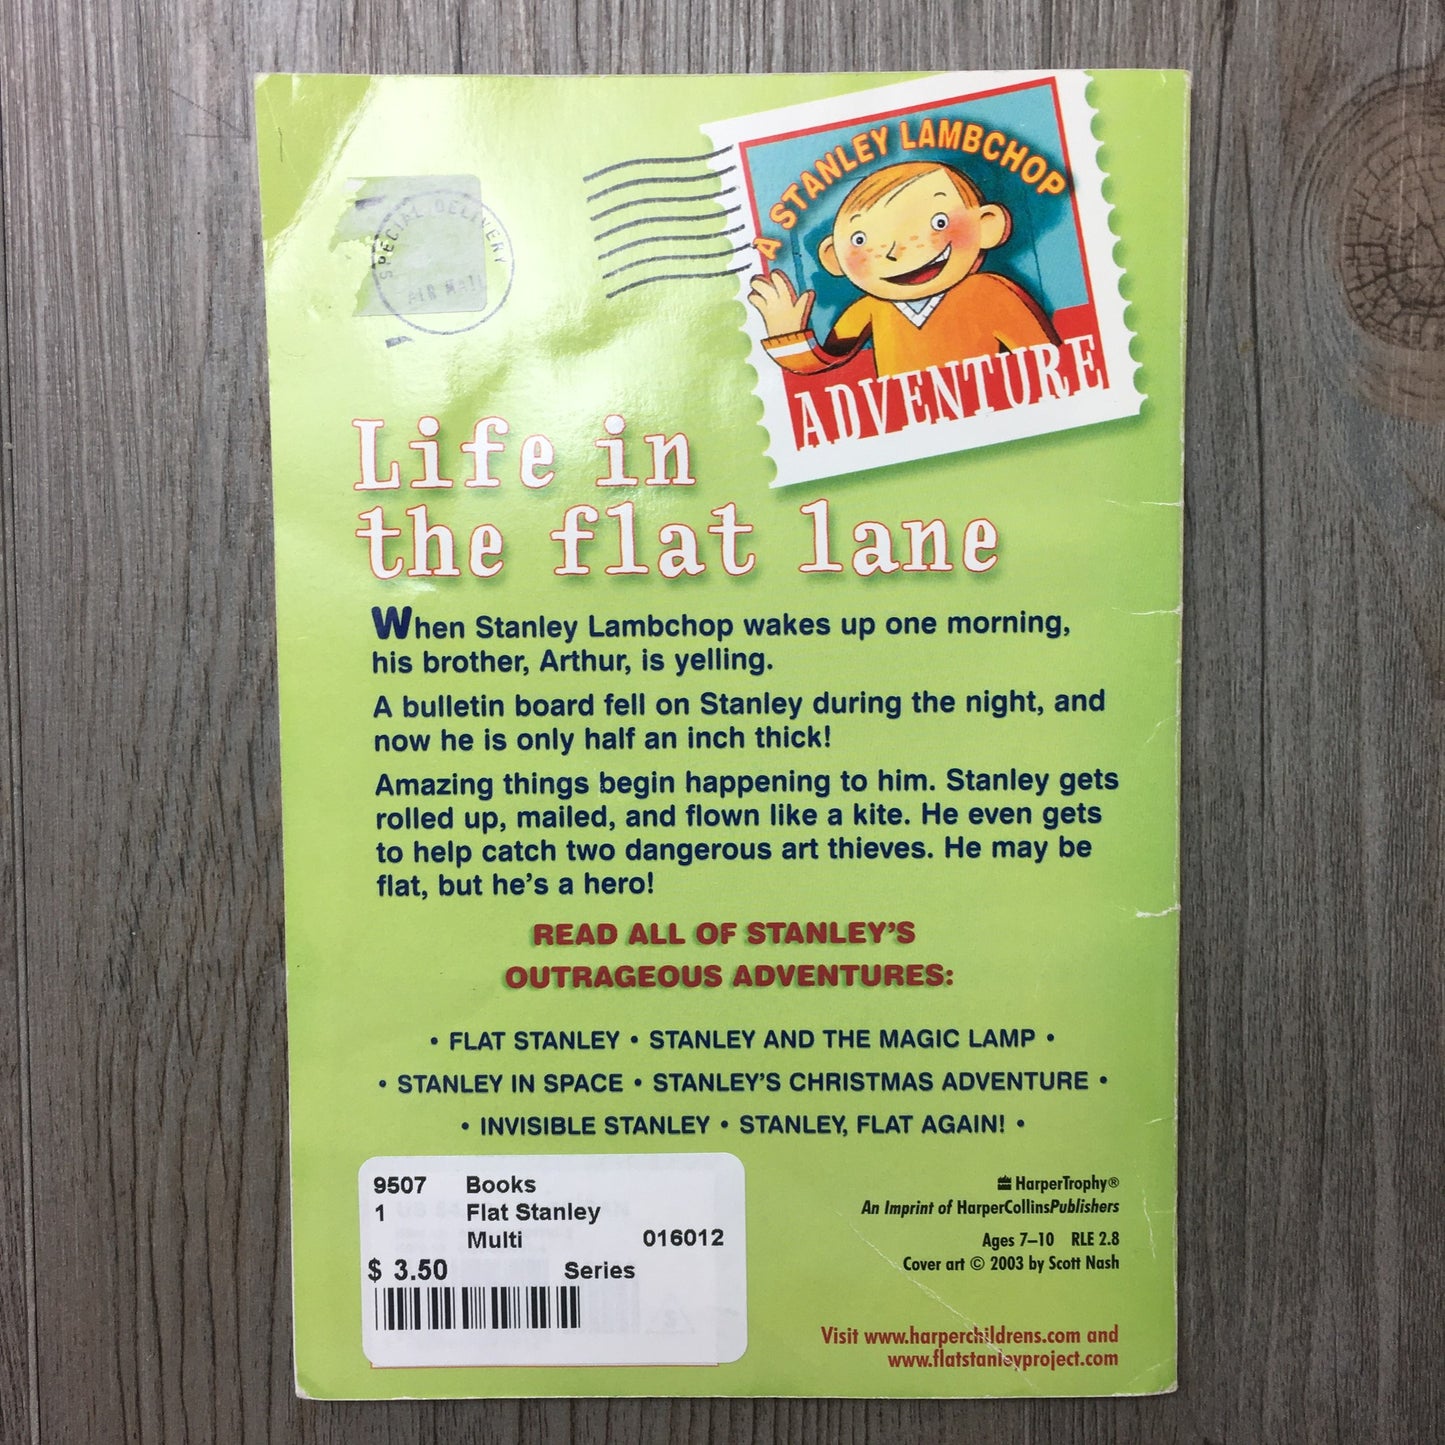 A STANLEY LAMBCHOP
ADVENTURE
SPECIAL DELIVERY
AIR MAIL
Life in
the flat lane
When Stanley Lambchop wakes up one morning,
his brother, Arthur, is yelling.
A bulletin board fell on Stanley during the night, and
now he is only half an inch thick!
Amazing things begin happening to him. Stanley gets
rolled up, mailed, and flown like a kite. He even gets
to help catch two dangerous art thieves. He may be
flat, but he's a hero!
READ ALL OF STANLEY'S
OUTRAGEOUS ADVENTURES:
• FLAT STANLEY • STANLEY AND THE MAGIC LAMP •
• STANLEY IN SPACE • STANLEY'S CHRISTMAS ADVENTURE •
• INVISIBLE STANLEY • STANLEY, FLAT AGAIN! •
9507 Books
1 Flat Stanley
Multi 016012
$ 3.50 Series
HarperTrophy®
An Imprint of HarperCollinsPublishers
Ages 7–10 RLE 2.8
Cover art © 2003 by Scott Nash
Visit www.harperchildrens.com and
www.flatstanleyproject.com